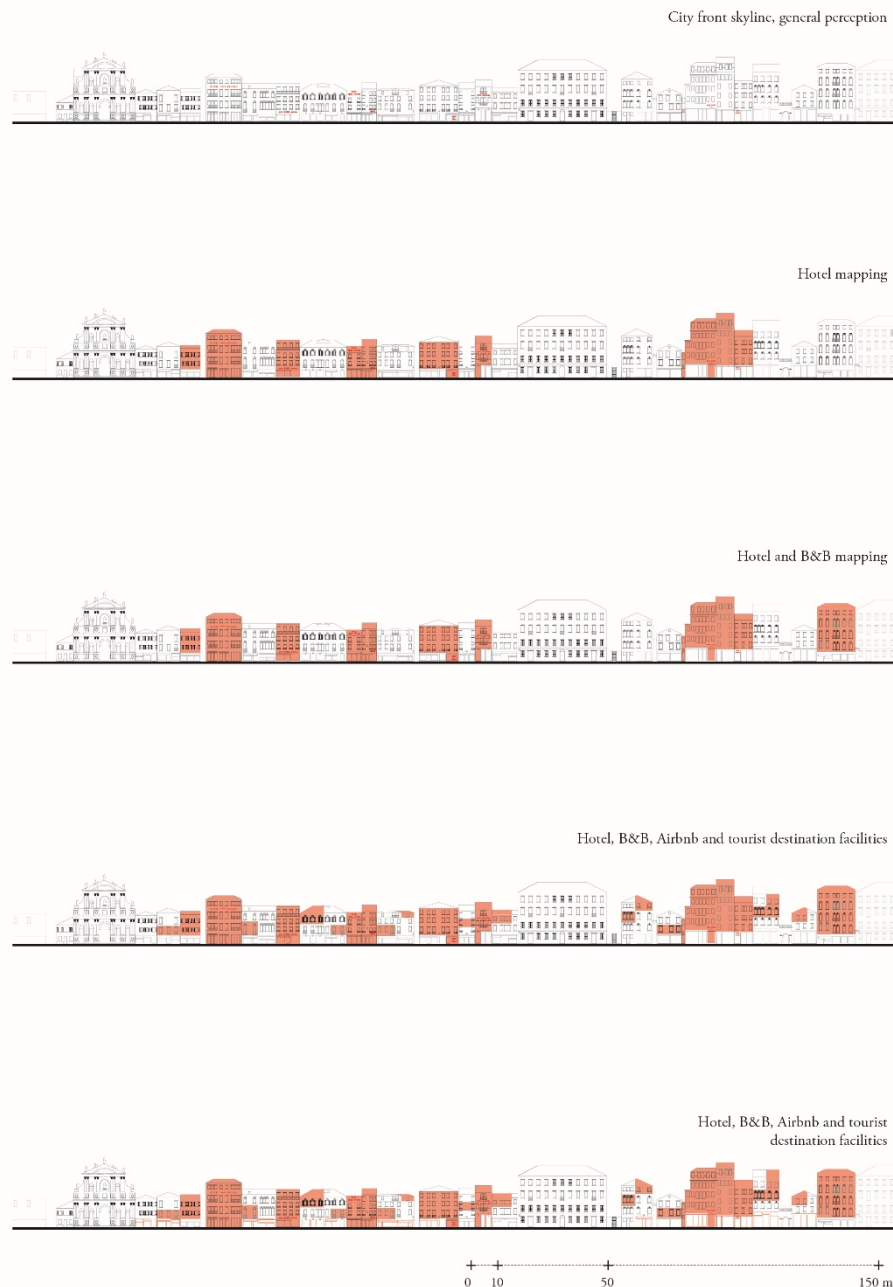 City front skyline, general perception
Hotel mapping
Hotel and B&B mapping
Hotel, B&B, Airbnb and tourist destination facilities
Hotel, B&B, Airbnb and tourist
destination facilities
0 10 50 150 m